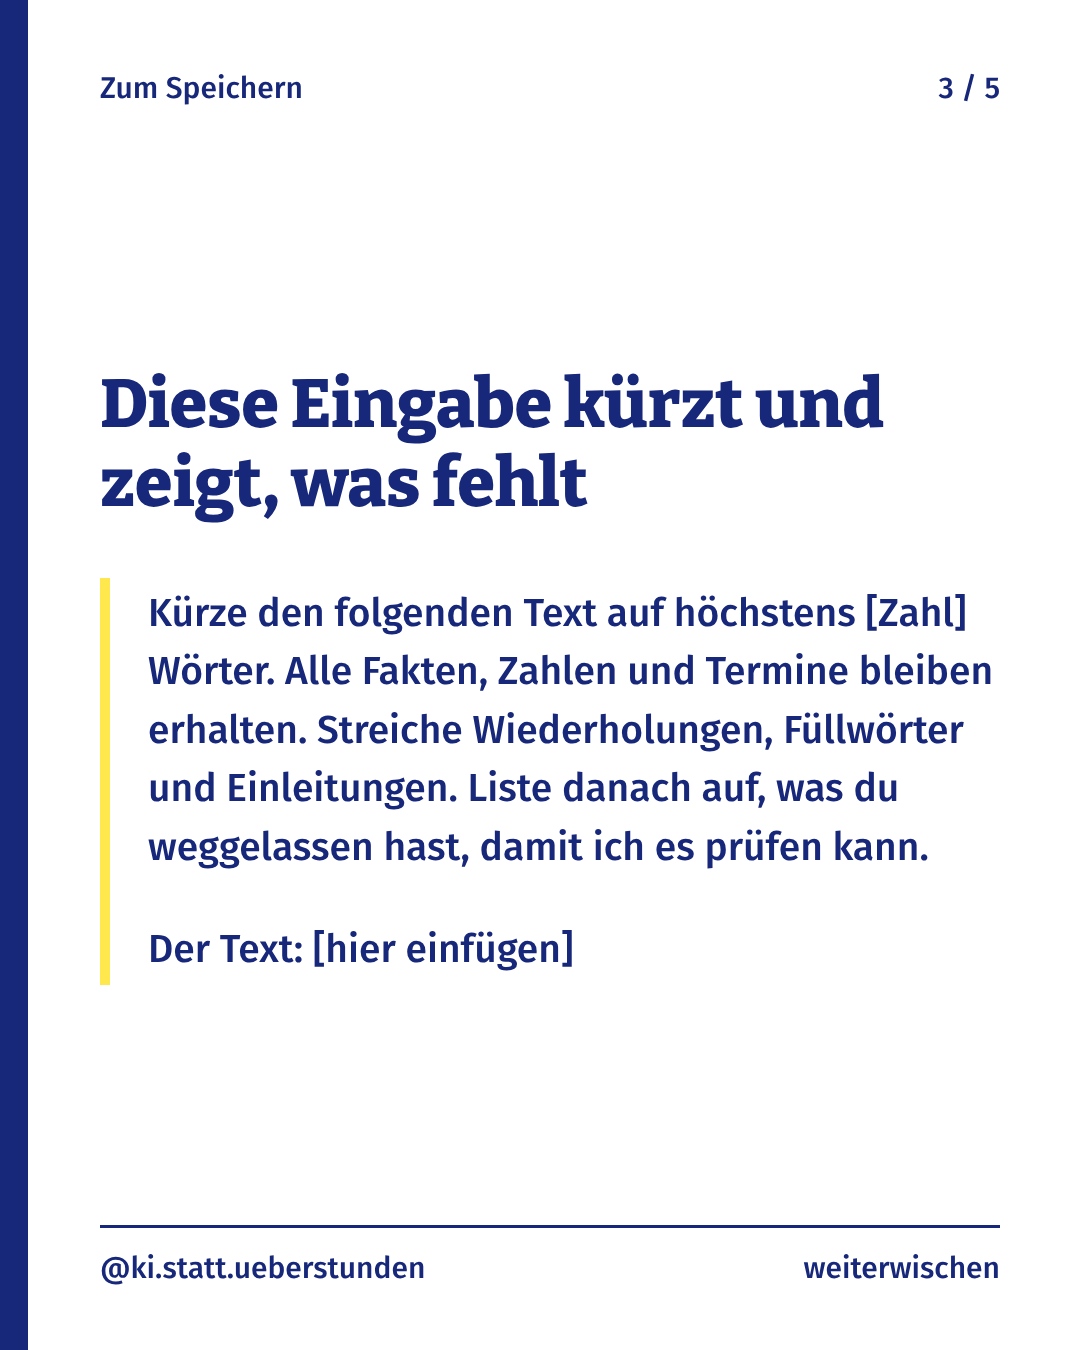 Zum Speichern
3 / 5
Diese Eingabe kürzt und
zeigt, was fehlt
Kürze den folgenden Text auf höchstens [Zahl]
Wörter. Alle Fakten, Zahlen und Termine bleiben
erhalten. Streiche Wiederholungen, Füllwörter
und Einleitungen. Liste danach auf, was du
weggelassen hast, damit ich es prüfen kann.
Der Text: [hier einfügen]
@ki.statt.ueberstunden
weiterwischen